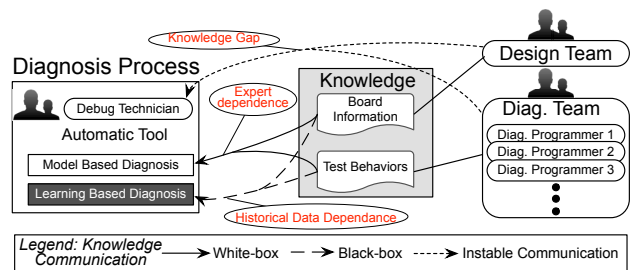 Knowledge Gap
Design Team
Diagnosis Process
Knowledge
Debug Technician
Expert
dependence
Board
Information
Diag. Team
Automatic Tool
Diag. Programmer 1
Diag. Programmer 2
Diag. Programmer 3
Model Based Diagnosis
Test Behaviors
Learning Based Diagnosis
Historical Data Dependance
Legend: Knowledge
Communication
White-box
Black-box
Instable Communication